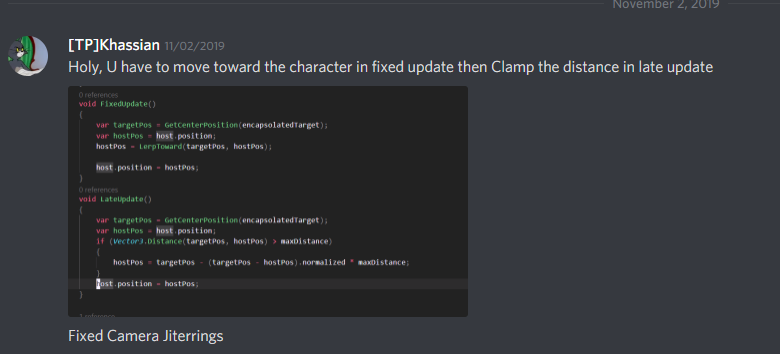 November 2, 2019
[TP]Khassian 11/02/2019
Holy, U have to move toward the character in fixed update then Clamp the distance in late update
0 references
void FixedUpdate()
{
var targetPos = GetCenterPosition(encapsolatedTarget);
var hostPos = host.position;
hostPos = LerpToward(targetPos, hostPos);
host.position = hostPos;
}
0 references
void LateUpdate()
{
var targetPos = GetCenterPosition(encapsolatedTarget);
var hostPos = host.position;
if (Vector3.Distance(targetPos, hostPos) > maxDistance)
{
hostPos = targetPos - (targetPos - hostPos).normalized * maxDistance;
}
host.position = hostPos;
}
Fixed Camera Jiterrings